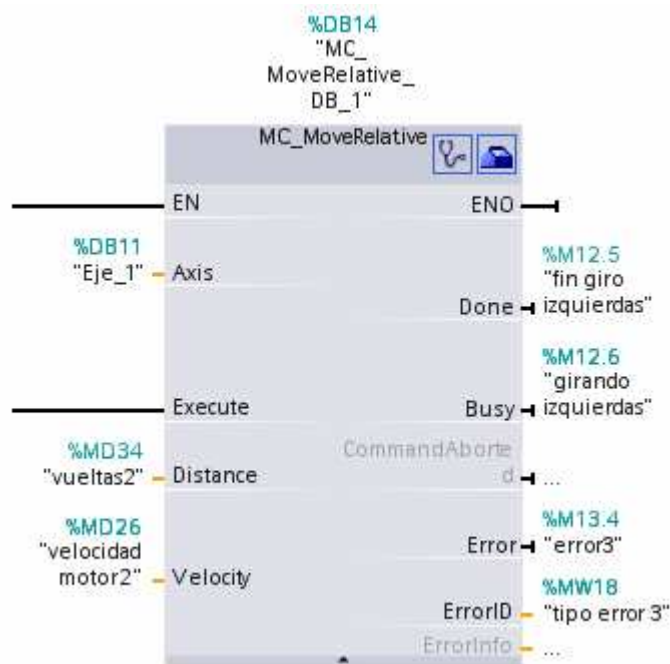 %DB14
"MC_
MoveRelative_
DB_1"
MC_MoveRelative
EN
ENO
%DB11
"Eje_1"
Axis
%M12.5
"fin giro
izquierdas"
Done
%M12.6
"girando
izquierdas"
Execute
Busy
%MD34
"vueltas2"
Distance
CommandAborte
d
...
%MD26
"velocidad
motor2"
Velocity
%M13.4
"error3"
Error
%MW18
"tipo error 3"
ErrorID
ErrorInfo
...